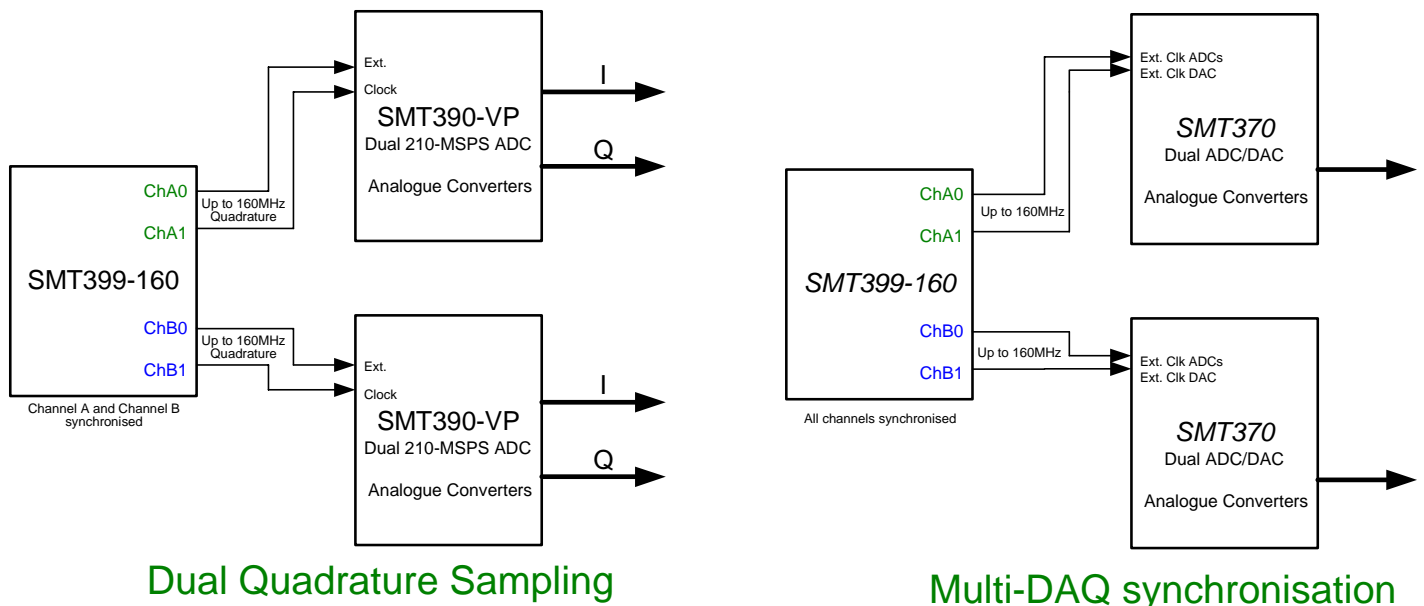 Ext.
Clock
SMT390-VP
Dual 210-MSPS ADC
Analogue Converters
I
Q
ChA0
Up to 160MHz
Quadrature
ChA1
SMT399-160
ChB0
Up to 160MHz
Quadrature
ChB1
Channel A and Channel B
synchronised
Ext.
Clock
SMT390-VP
Dual 210-MSPS ADC
Analogue Converters
I
Q
Dual Quadrature Sampling
Ext. Clk ADCs
Ext. Clk DAC
SMT370
Dual ADC/DAC
Analogue Converters
ChA0
Up to 160MHz
ChA1
SMT399-160
ChB0
Up to 160MHz
ChB1
All channels synchronised
Ext. Clk ADCs
Ext. Clk DAC
SMT370
Dual ADC/DAC
Analogue Converters
Multi-DAQ synchronisation